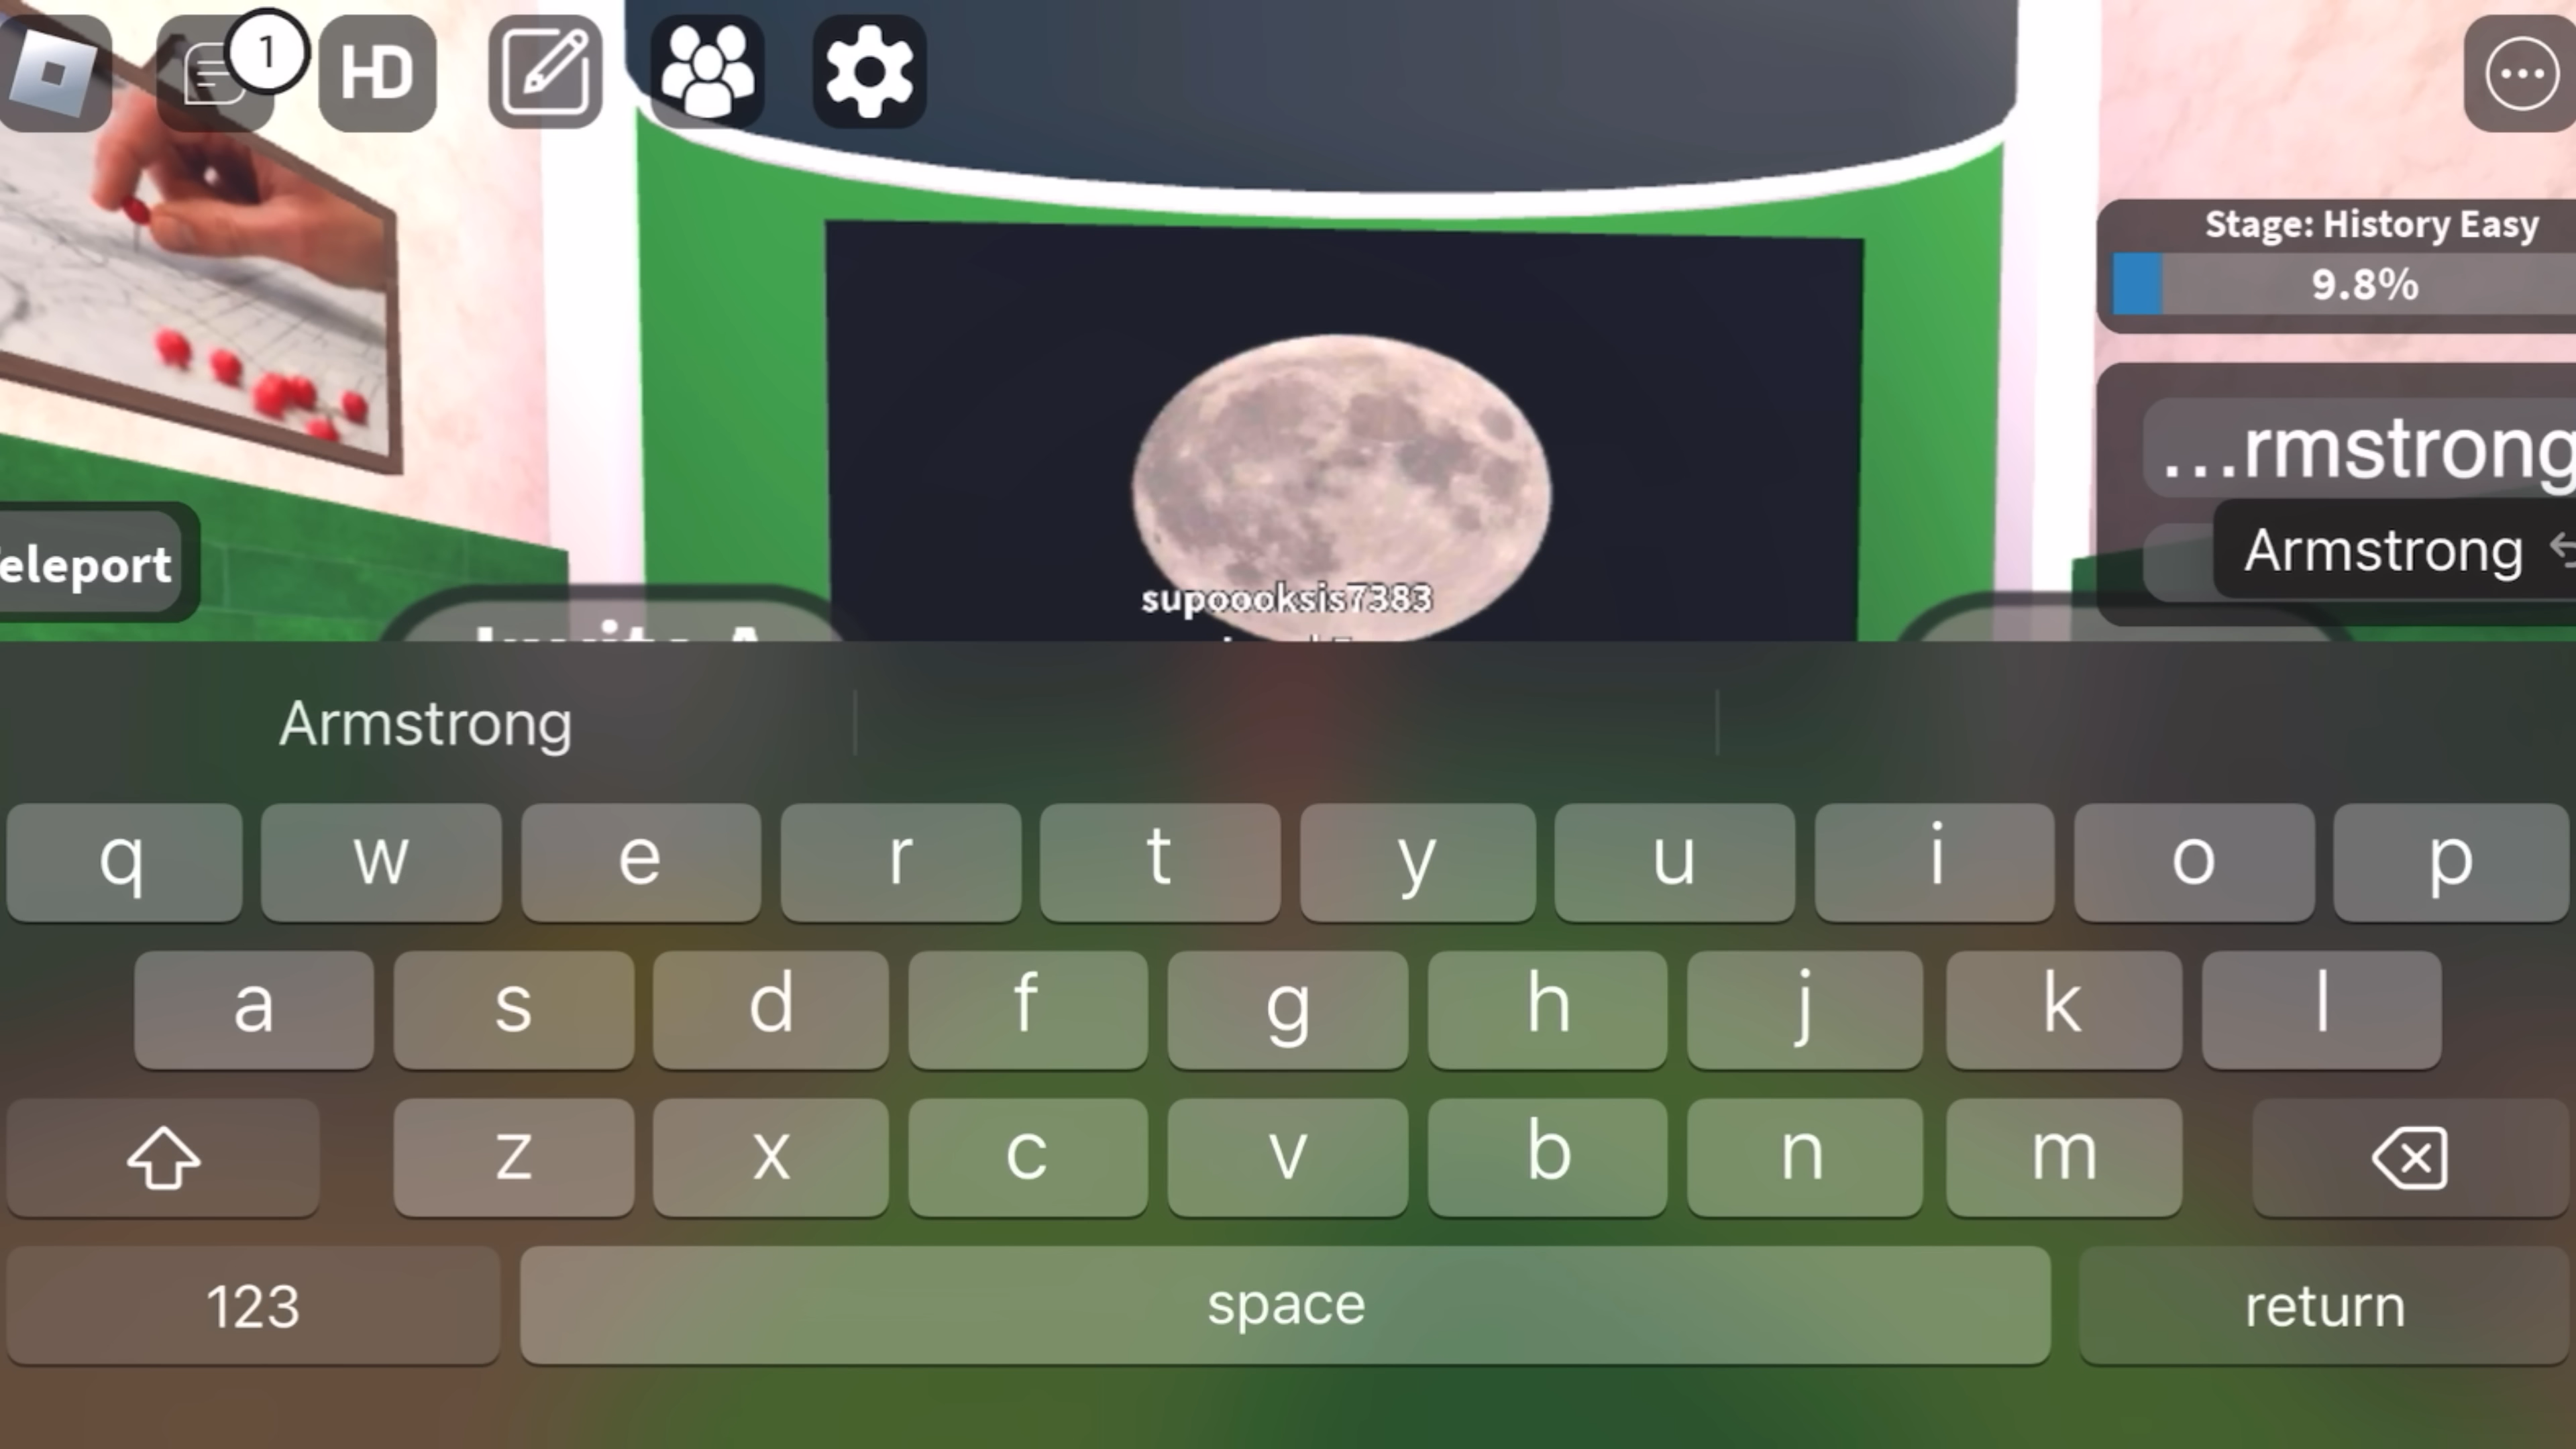 1
HD
Stage: History Easy
9.8%
...rmstrong
Armstrong
eleport
supoooksis7383
Armstrong
q w e r t y u i o p
a s d f g h j k l
z x c v b n m
123 space return